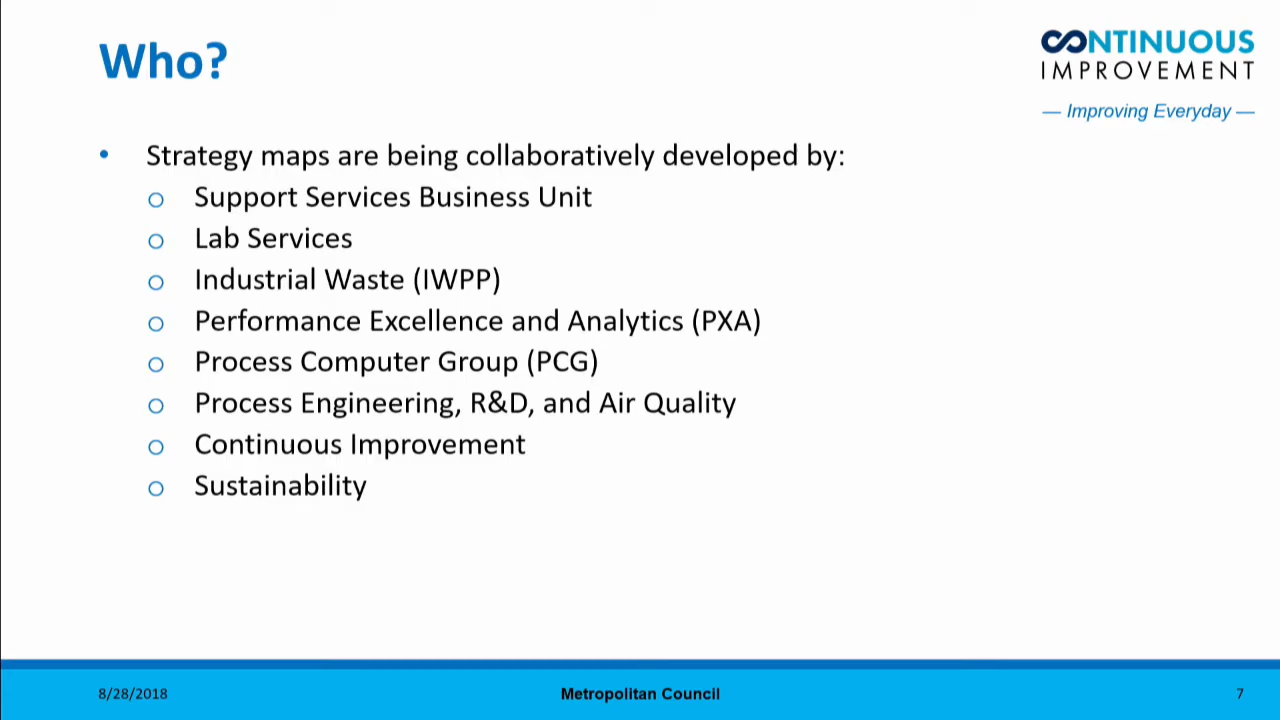 Who?
CONTINUOUS
IMPROVEMENT
— Improving Everyday —
• Strategy maps are being collaboratively developed by:
o Support Services Business Unit
o Lab Services
o Industrial Waste (IWPP)
o Performance Excellence and Analytics (PXA)
o Process Computer Group (PCG)
o Process Engineering, R&D, and Air Quality
o Continuous Improvement
o Sustainability
8/28/2018 Metropolitan Council 7